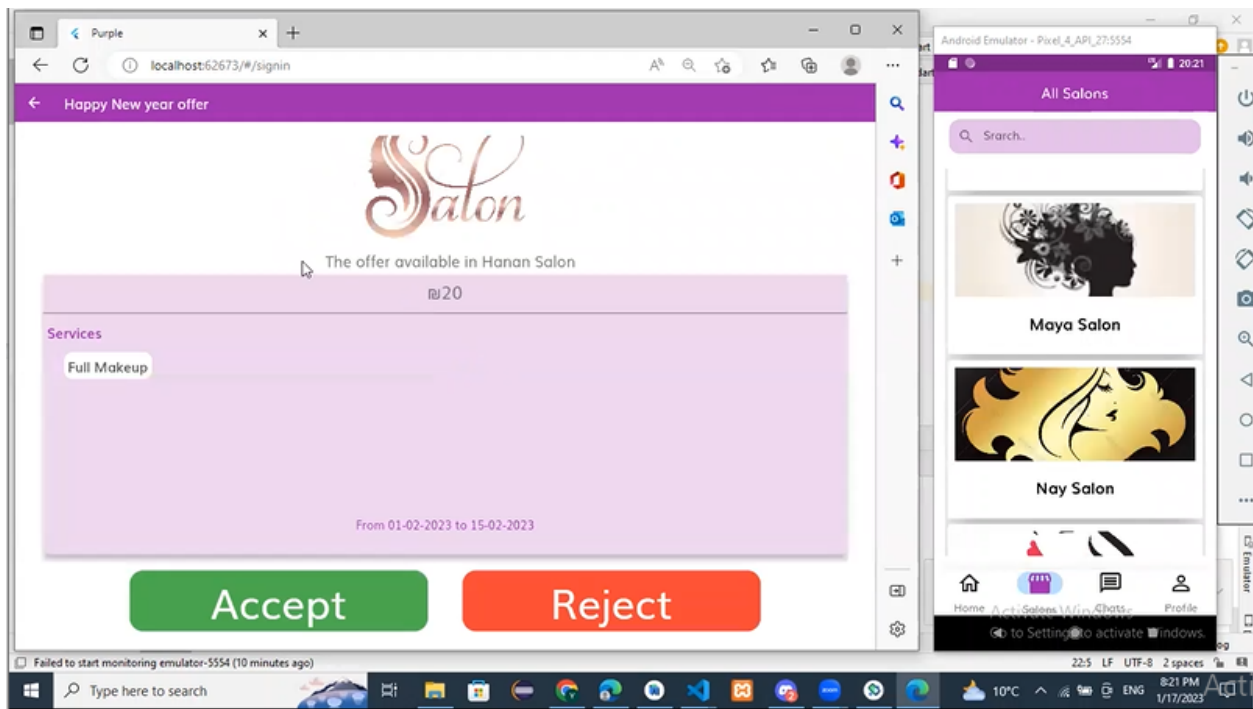 Purple
localhost:62673/#/signin
Happy New year offer
Salon
The offer available in Hanan Salon
₪20
Services
Full Makeup
From 01-02-2023 to 15-02-2023
Accept
Reject
Android Emulator - Pixel_4_API_27:5554
20:21
All Salons
Srarch..
Maya Salon
Nay Salon
Home
Salons
Chats
Profile
Activate Windows
Go to Settings to activate Windows.
Emulator
Failed to start monitoring emulator-5554 (10 minutes ago)
22:5 LF UTF-8 2 spaces
Type here to search
10°C
ENG
8:21 PM
1/17/2023